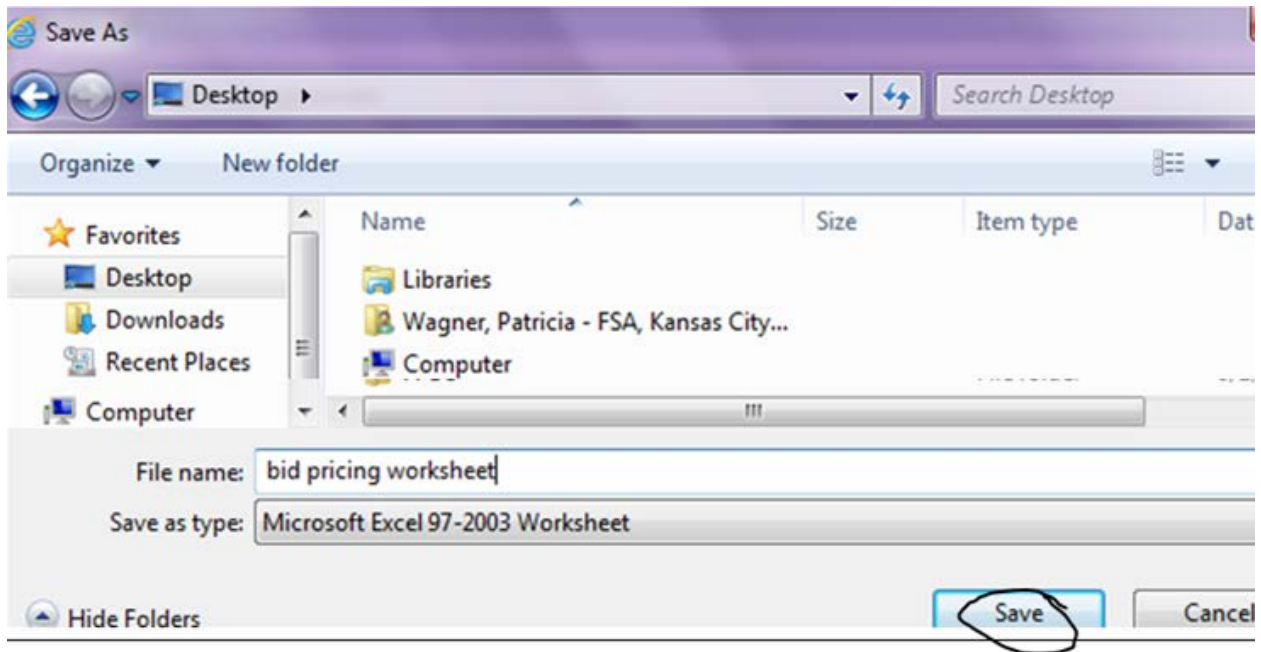 Save As
Desktop
Search Desktop
Organize
New folder
Name
Size
Item type
Dat
Favorites
Desktop
Downloads
Recent Places
Computer
Libraries
Wagner, Patricia - FSA, Kansas City...
Computer
File name: bid pricing worksheet
Save as type: Microsoft Excel 97-2003 Worksheet
Hide Folders
Save
Cancel